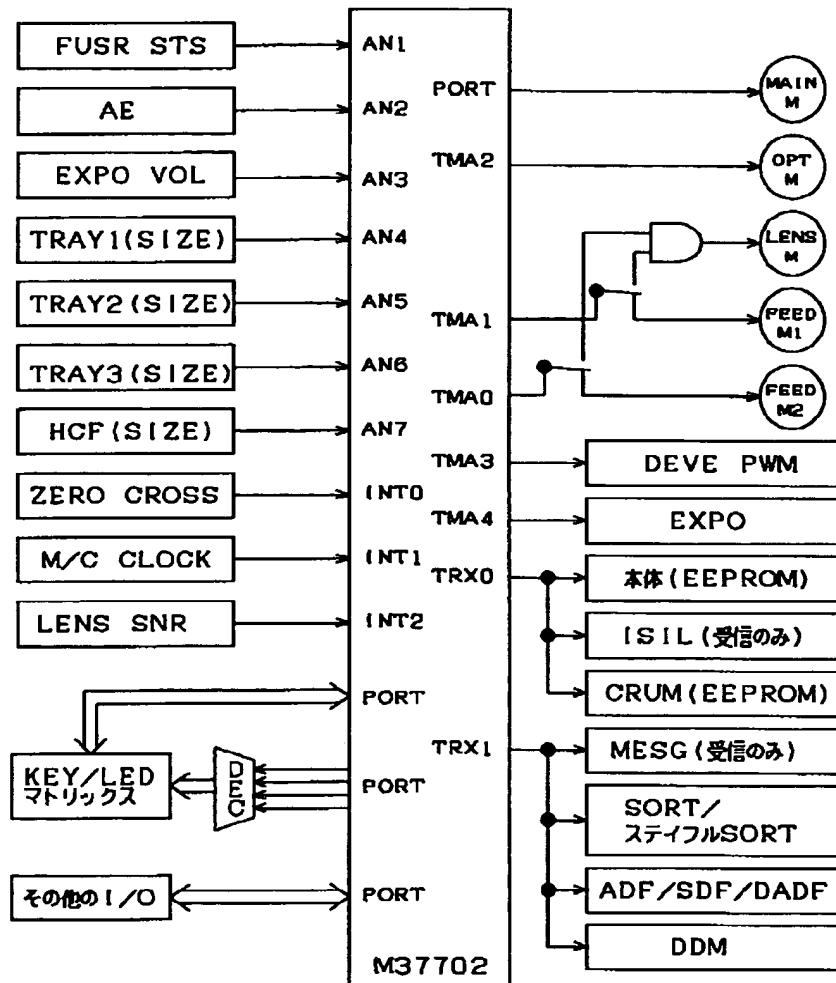 FUSR STS
AE
EXPO VOL
TRAY1(SIZE)
TRAY2(SIZE)
TRAY3(SIZE)
HCF(SIZE)
ZERO CROSS
M/C CLOCK
LENS SNR
KEY/LED
マトリックス
DEC
その他のI/O
AN1
AN2
AN3
AN4
AN5
AN6
AN7
INT0
INT1
INT2
PORT
PORT
PORT
M37702
PORT
TMA2
TMA1
TMA0
TMA3
TMA4
TRX0
TRX1
MAIN
M
OPT
M
LENS
M
FEED
M1
FEED
M2
DEVE PWM
EXPO
本体(EEPROM)
ISIL(受信のみ)
CRUM(EEPROM)
MESG(受信のみ)
SORT/
ステイフルSORT
ADF/SDF/DADF
DDM